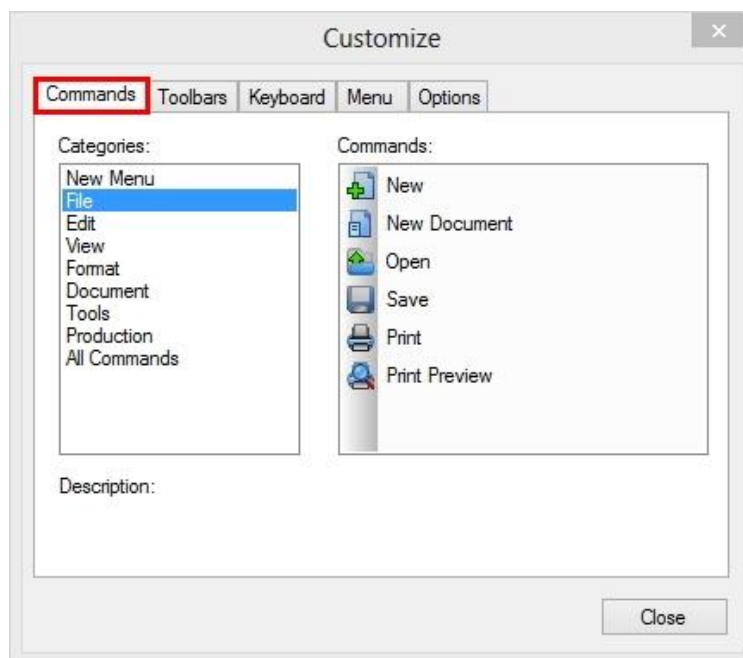 Customize
Commands Toolbars Keyboard Menu Options
Categories:
New Menu
File
Edit
View
Format
Document
Tools
Production
All Commands
Commands:
New
New Document
Open
Save
Print
Print Preview
Description:
Close